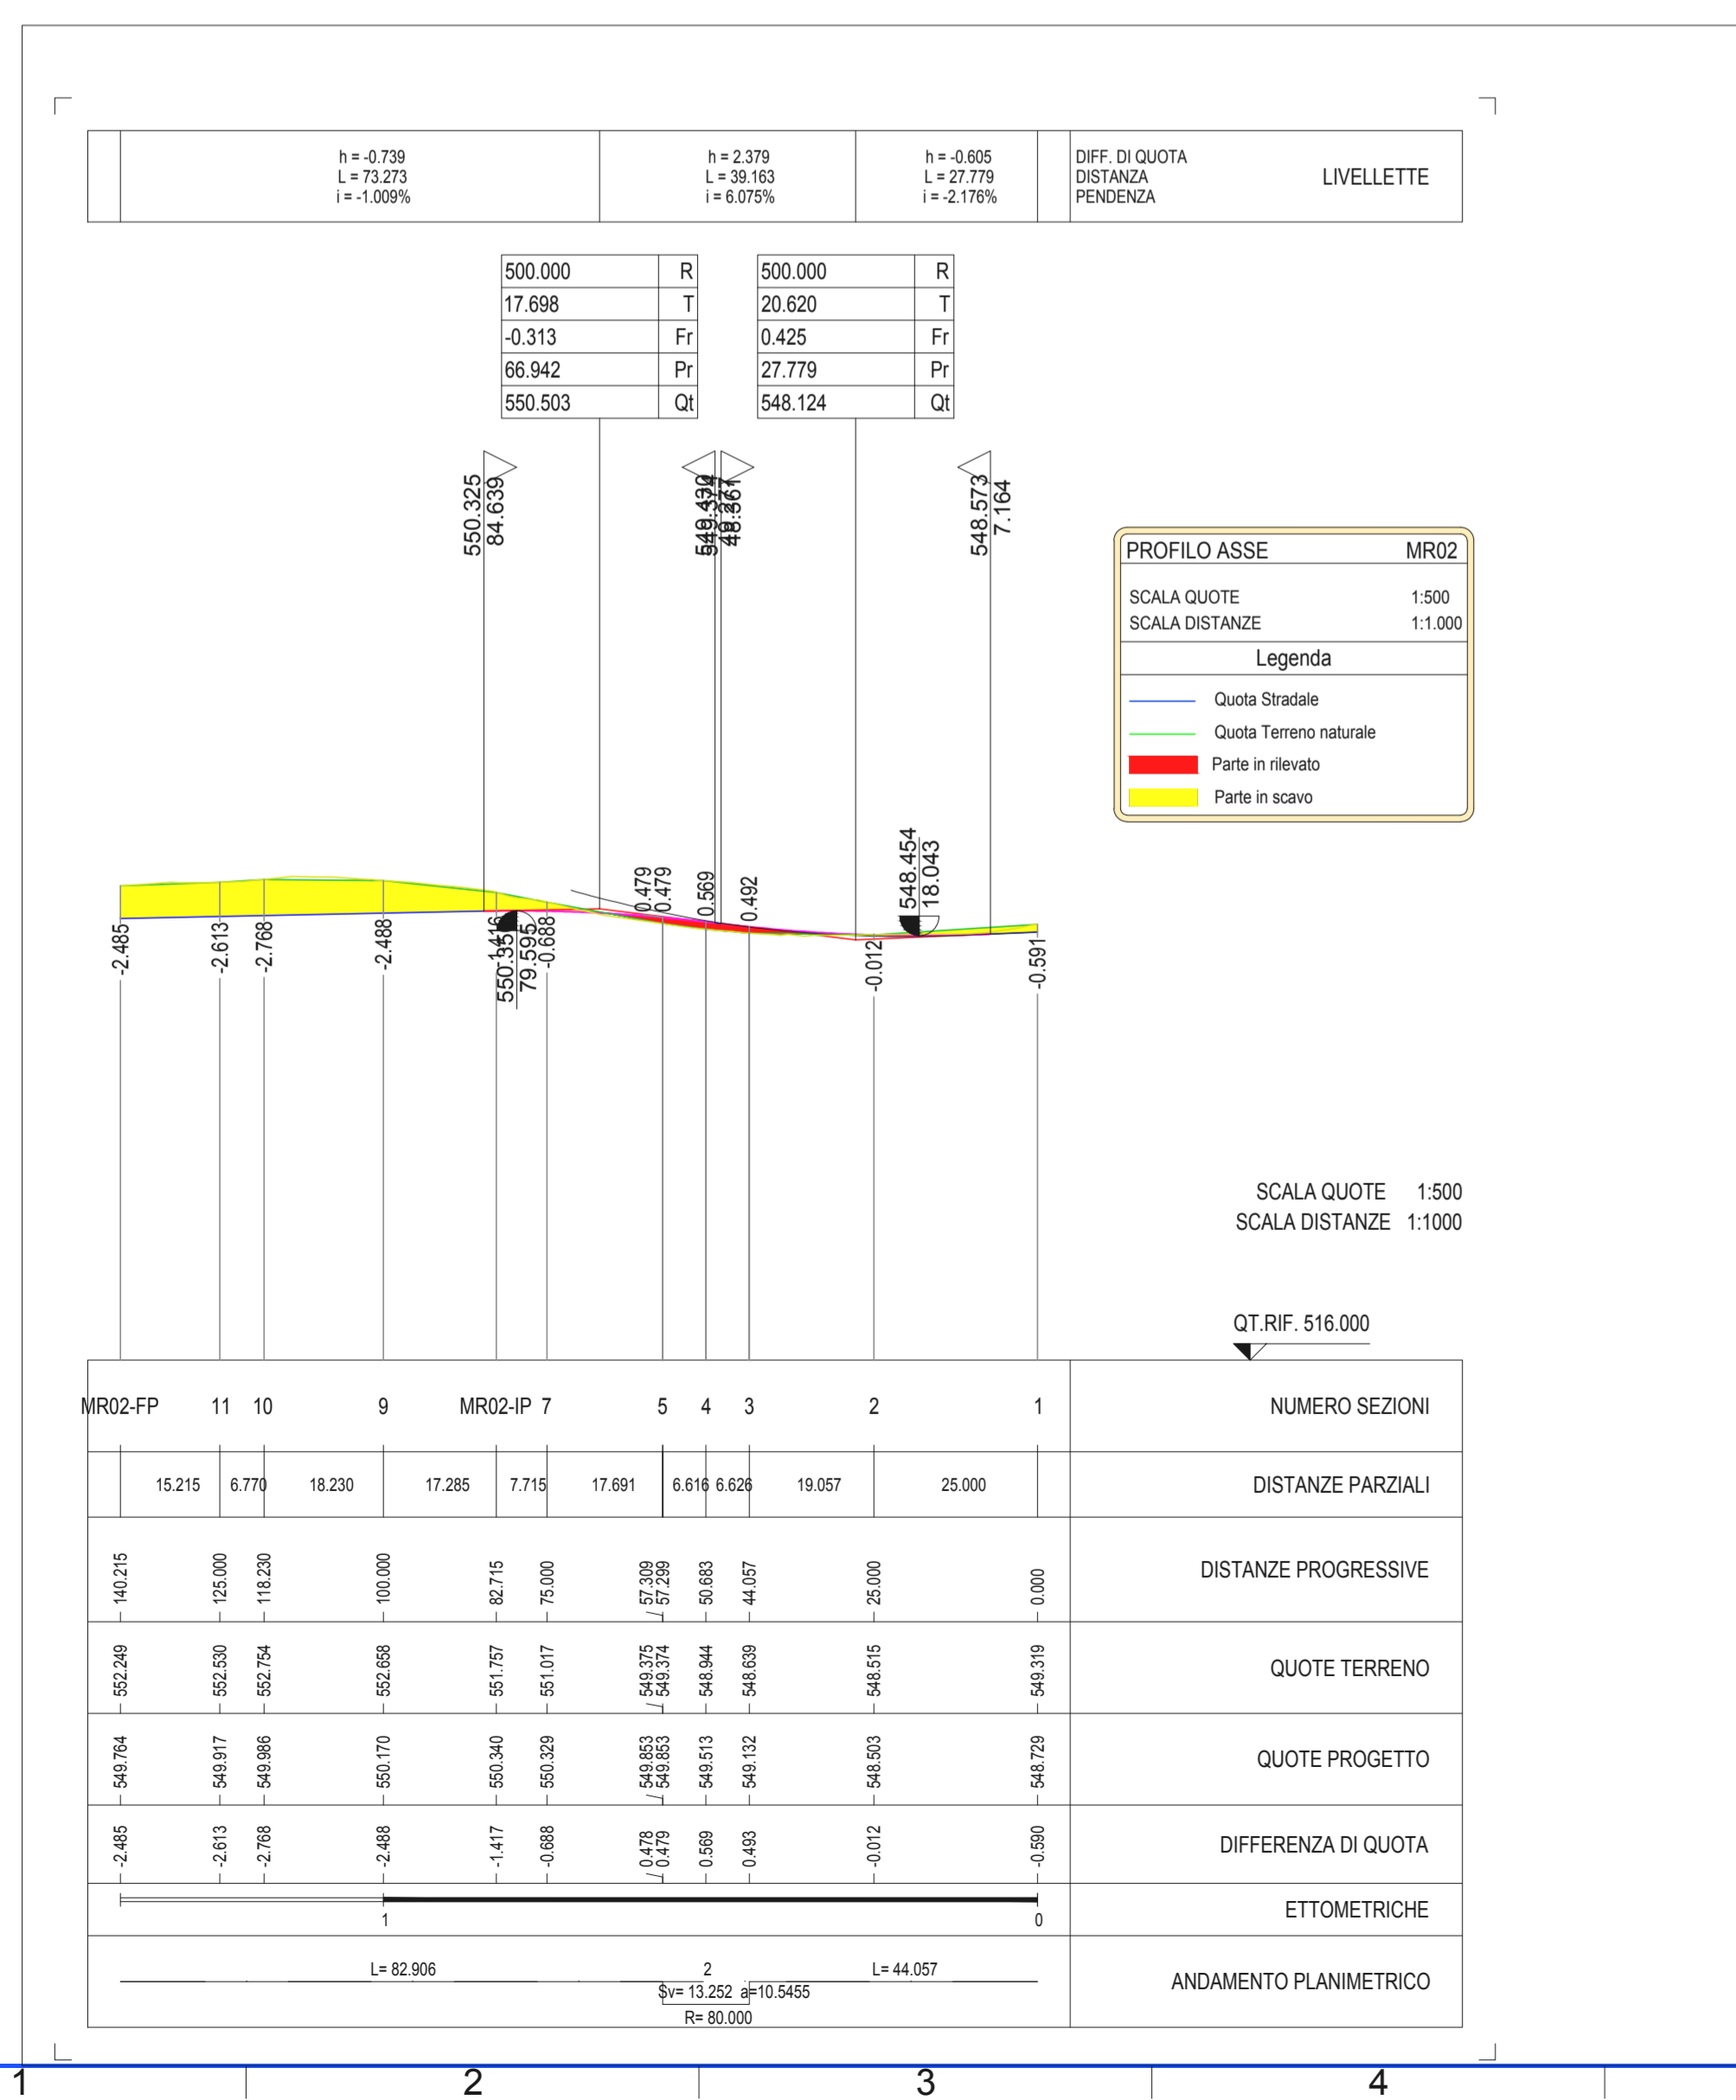 h = -0.739
L = 73.273
i = -1.009%
h = 2.379
L = 39.163
i = 6.075%
h = -0.605
L = 27.779
i = -2.176%
DIFF. DI QUOTA
DISTANZA
PENDENZA
LIVELLETTE
500.000 R
17.698 T
-0.313 Fr
66.942 Pr
550.503 Qt
500.000 R
20.620 T
0.425 Fr
27.779 Pr
548.124 Qt
550.325
84.639
548.573
7.164
PROFILO ASSE MR02
SCALA QUOTE 1:500
SCALA DISTANZE 1:1.000
Legenda
Quota Stradale
Quota Terreno naturale
Parte in rilevato
Parte in scavo
548.454
18.043
0.479
0.479
0.569
0.492
-2.485
-2.613
-2.768
-2.488
79.595
-0.688
-0.012
-0.591
SCALA QUOTE 1:500
SCALA DISTANZE 1:1000
QT.RIF. 516.000
MR02-FP 11 10 9 MR02-IP 7 5 4 3 2 1 NUMERO SEZIONI
15.215 6.770 18.230 17.285 7.715 17.691 6.616 6.626 19.057 25.000 DISTANZE PARZIALI
140.215 125.000 118.230 100.000 82.715 75.000 57.309 57.299 50.683 44.057 25.000 0.000 DISTANZE PROGRESSIVE
552.249 552.530 552.754 552.658 551.757 551.017 549.375 549.374 548.944 548.639 548.515 549.319 QUOTE TERRENO
549.764 549.917 549.986 550.170 550.340 550.329 549.853 549.853 549.513 549.132 548.503 548.729 QUOTE PROGETTO
-2.485 -2.613 -2.768 -2.488 -1.417 -0.688 0.478 0.479 0.569 0.493 -0.012 -0.590 DIFFERENZA DI QUOTA
1 0 ETTOMETRICHE
L= 82.906 2 L= 44.057 ANDAMENTO PLANIMETRICO
Sv= 13.252 a=10.5455
R= 80.000
1 2 3 4